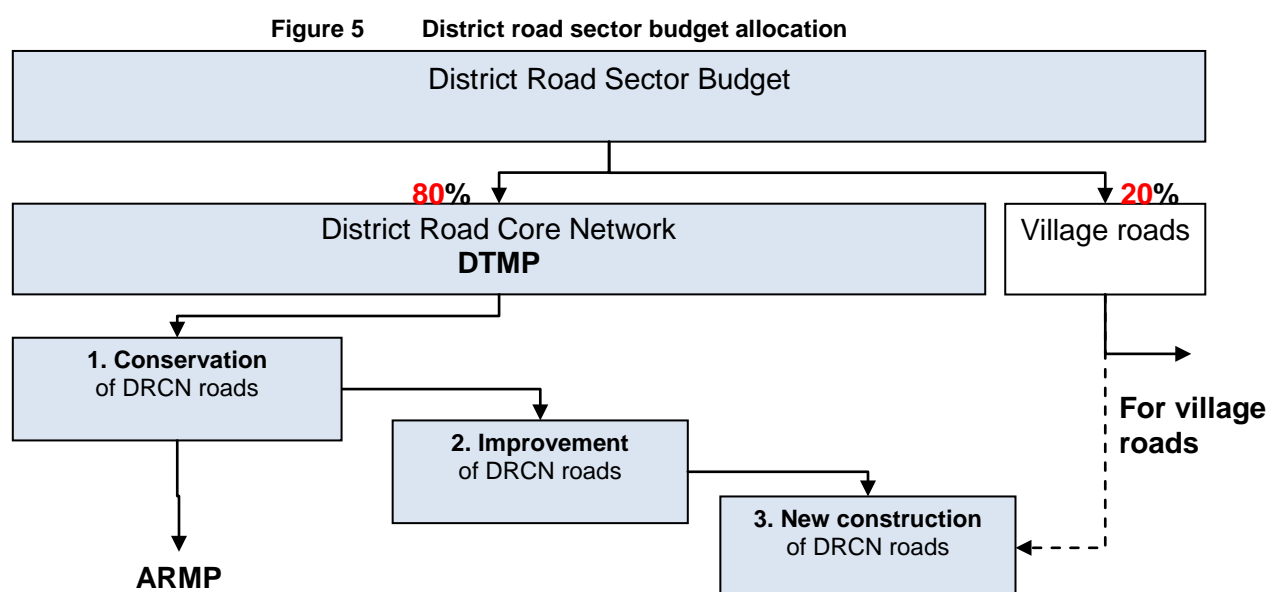 Figure 5 District road sector budget allocation
District Road Sector Budget
80%
20%
District Road Core Network
DTMP
Village roads
1. Conservation
of DRCN roads
For village
roads
2. Improvement
of DRCN roads
3. New construction
of DRCN roads
ARMP